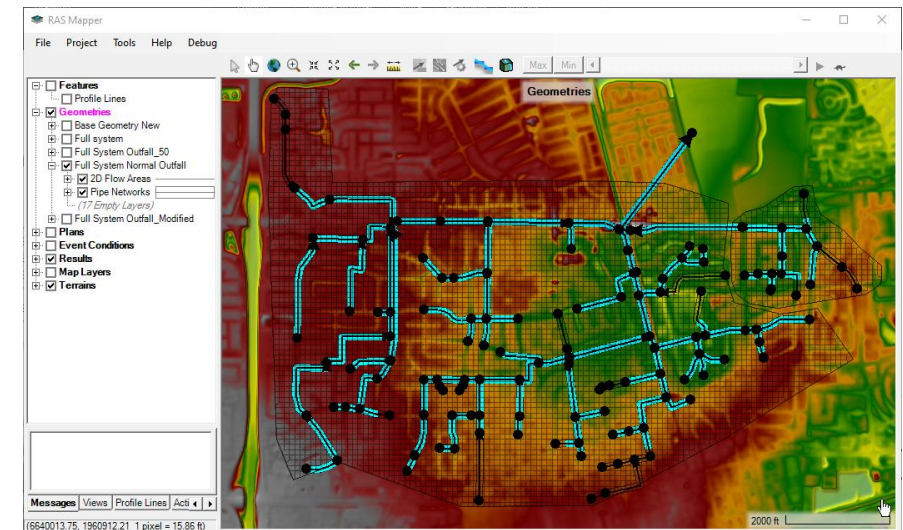 RAS Mapper
File Project Tools Help Debug
Max Min
Features
Profile Lines
Geometries
Base Geometry New
Full system
Full System Outfall_50
Full System Normal Outfall
2D Flow Areas
Pipe Networks
(17 Empty Layers)
Full System Outfall_Modified
Plans
Event Conditions
Results
Map Layers
Terrains
Geometries
2000 ft
Messages Views Profile Lines Acti
(6640013.75, 1960912.21 1 pixel = 15.86 ft)